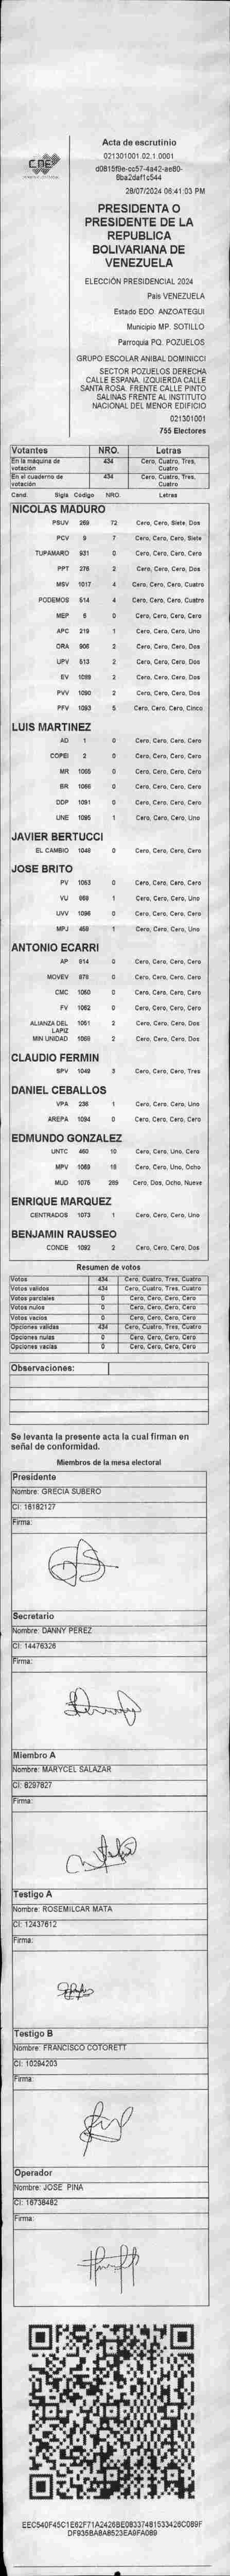 CNE
Acta de escrutinio
021301001.02.1.0001
d0815f9e-cc57-4a42-ae80-
8ba2daf1c544
28/07/2024 06:41:03 PM
PRESIDENTA O
PRESIDENTE DE LA
REPUBLICA
BOLIVARIANA DE
VENEZUELA
ELECCIÓN PRESIDENCIAL 2024
País VENEZUELA
Estado EDO. ANZOATEGUI
Municipio MP. SOTILLO
Parroquia PQ. POZUELOS
GRUPO ESCOLAR ANIBAL DOMINICCI
SECTOR POZUELOS DERECHA
CALLE ESPANA. IZQUIERDA CALLE
SANTA ROSA. FRENTE CALLE PINTO
SALINAS FRENTE AL INSTITUTO
NACIONAL DEL MENOR EDIFICIO
021301001
755 Electores
Votantes NRO. Letras
En la máquina de votación 434 Cero, Cuatro, Tres, Cuatro
En el cuaderno de votación 434 Cero, Cuatro, Tres, Cuatro
Cand. Sigla Código NRO. Letras
NICOLAS MADURO
PSUV 269 72 Cero, Cero, Siete, Dos
PCV 9 7 Cero, Cero, Cero, Siete
TUPAMARO 931 0 Cero, Cero, Cero, Cero
PPT 276 2 Cero, Cero, Cero, Dos
MSV 1017 4 Cero, Cero, Cero, Cuatro
PODEMOS 514 4 Cero, Cero, Cero, Cuatro
MEP 6 0 Cero, Cero, Cero, Cero
APC 219 1 Cero, Cero, Cero, Uno
ORA 906 2 Cero, Cero, Cero, Dos
UPV 513 2 Cero, Cero, Cero, Dos
EV 1089 2 Cero, Cero, Cero, Dos
PVV 1090 2 Cero, Cero, Cero, Dos
PFV 1093 5 Cero, Cero, Cero, Cinco
LUIS MARTINEZ
AD 1 0 Cero, Cero, Cero, Cero
COPEI 2 0 Cero, Cero, Cero, Cero
MR 1065 0 Cero, Cero, Cero, Cero
BR 1066 0 Cero, Cero, Cero, Cero
DDP 1091 0 Cero, Cero, Cero, Cero
UNE 1095 1 Cero, Cero, Cero, Uno
JAVIER BERTUCCI
EL CAMBIO 1048 0 Cero, Cero, Cero, Cero
JOSE BRITO
PV 1053 0 Cero, Cero, Cero, Cero
VU 969 1 Cero, Cero, Cero, Uno
UVV 1096 0 Cero, Cero, Cero, Cero
MPJ 459 1 Cero, Cero, Cero, Uno
ANTONIO ECARRI
AP 914 0 Cero, Cero, Cero, Cero
MOVEV 978 0 Cero, Cero, Cero, Cero
CMC 1050 0 Cero, Cero, Cero, Cero
FV 1062 0 Cero, Cero, Cero, Cero
ALIANZA DEL 1051 2 Cero, Cero, Cero, Dos
LAPIZ
MIN UNIDAD 1068 2 Cero, Cero, Cero, Dos
CLAUDIO FERMIN
SPV 1049 3 Cero, Cero, Cero, Tres
DANIEL CEBALLOS
VPA 236 1 Cero, Cero, Cero, Uno
AREPA 1094 0 Cero, Cero, Cero, Cero
EDMUNDO GONZALEZ
UNTC 460 10 Cero, Cero, Uno, Cero
MPV 1069 18 Cero, Cero, Uno, Ocho
MUD 1076 289 Cero, Dos, Ocho, Nueve
ENRIQUE MARQUEZ
CENTRADOS 1073 1 Cero, Cero, Cero, Uno
BENJAMIN RAUSSEO
CONDE 1092 2 Cero, Cero, Cero, Dos
Resumen de votos
Votos 434 Cero, Cuatro, Tres, Cuatro
Votos validos 434 Cero, Cuatro, Tres, Cuatro
Votos parciales 0 Cero, Cero, Cero, Cero
Votos nulos 0 Cero, Cero, Cero, Cero
Votos vacios 0 Cero, Cero, Cero, Cero
Opciones validas 434 Cero, Cuatro, Tres, Cuatro
Opciones nulas 0 Cero, Cero, Cero, Cero
Opciones vacias 0 Cero, Cero, Cero, Cero
Observaciones:
Se levanta la presente acta la cual firman en
señal de conformidad.
Miembros de la mesa electoral
Presidente
Nombre: GRECIA SUBERO
CI: 16182127
Firma:
Secretario
Nombre: DANNY PEREZ
CI: 14476326
Firma:
Miembro A
Nombre: MARYCEL SALAZAR
CI: 8297827
Firma:
Testigo A
Nombre: ROSEMILCAR MATA
CI: 12437612
Firma:
Testigo B
Nombre: FRANCISCO COTORETT
CI: 10294203
Firma:
Operador
Nombre: JOSE PINA
CI: 16738482
Firma:
EEC540F45C1E62F71A2426BE08337481533426C089F
DF935BA8A8523EA9FA089